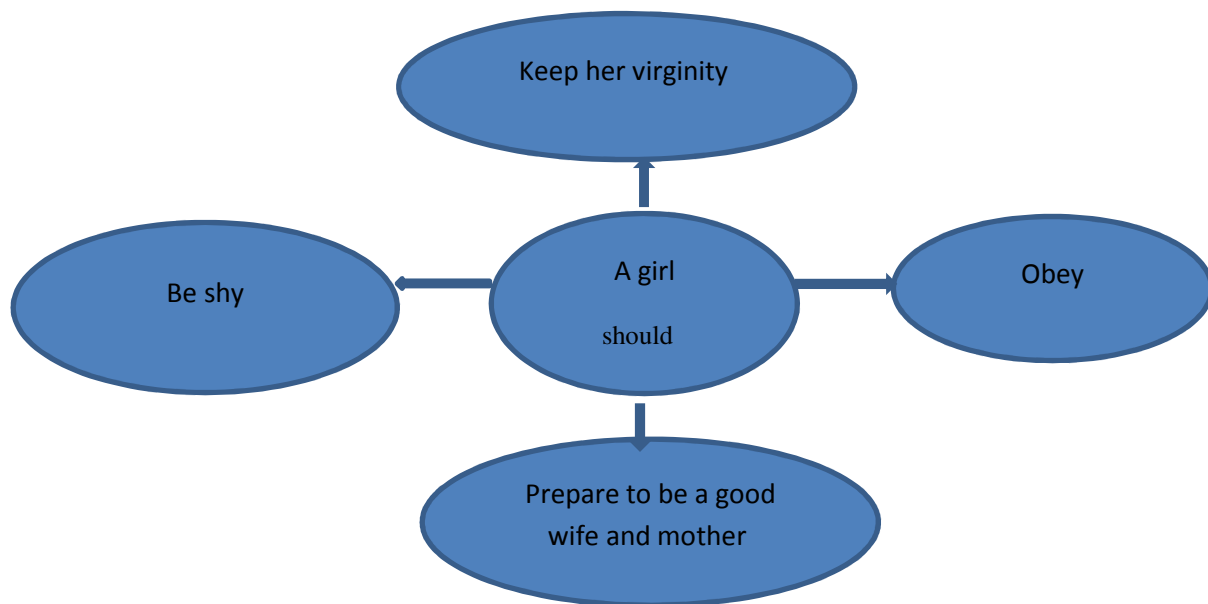 Keep her virginity
Be shy
A girl
should
Obey
Prepare to be a good
wife and mother